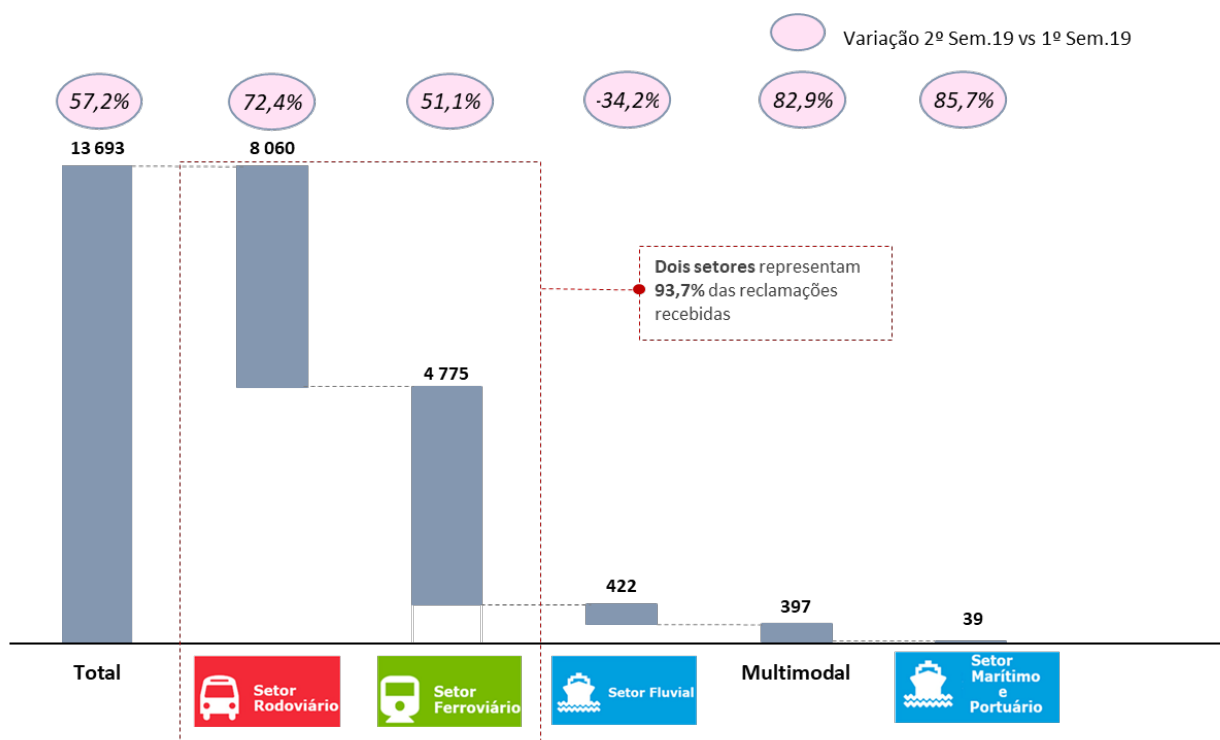 Variação 2º Sem.19 vs 1º Sem.19
57,2%
72,4%
51,1%
-34,2%
82,9%
85,7%
13 693
8 060
Dois setores representam
93,7% das reclamações
recebidas
4 775
422
397
39
Total
Setor
Rodoviário
Setor
Ferroviário
Setor Fluvial
Multimodal
Setor
Marítimo
e
Portuário